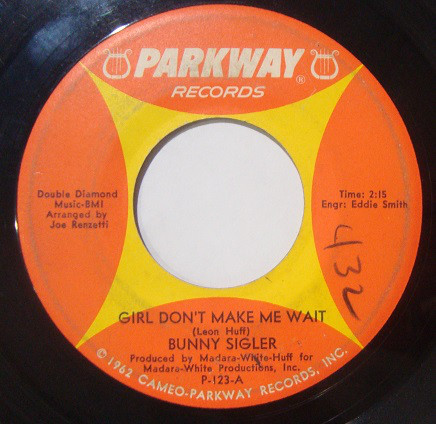 PARKWAY ®
RECORDS
Double Diamond
Music-BMI
Arranged by
Joe Renzetti
Time: 2:15
Engr: Eddie Smith
432
GIRL DON'T MAKE ME WAIT
(Leon Huff)
BUNNY SIGLER
Produced by Madara-White-Huff for
Madara-White Productions, Inc.
P-123-A
© 1962 CAMEO-PARKWAY RECORDS, INC.